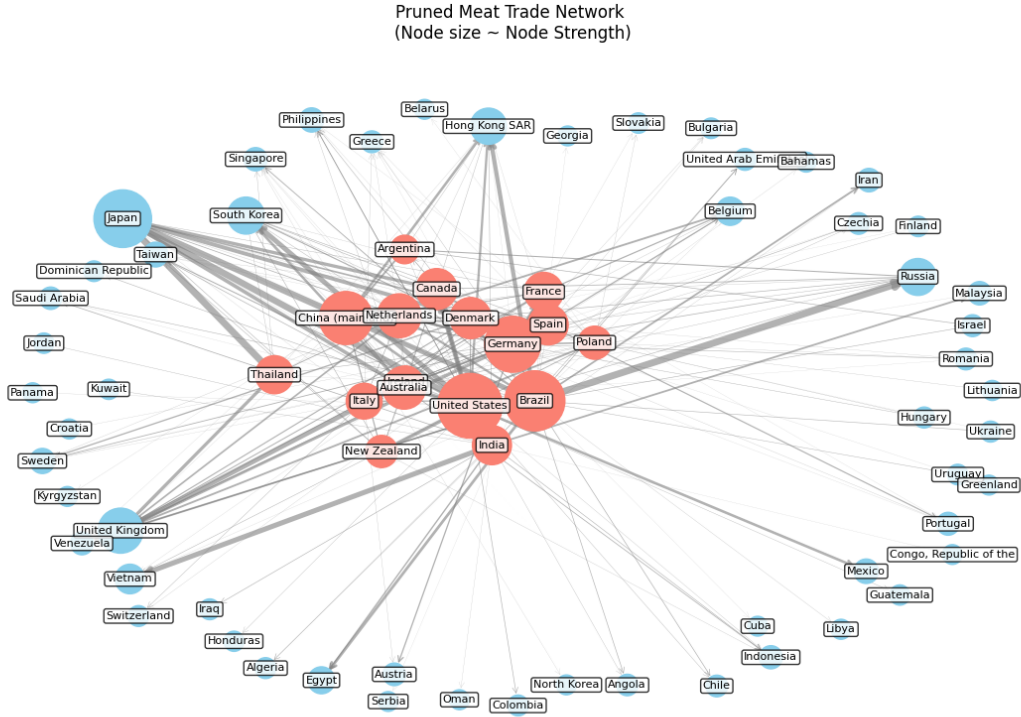 Pruned Meat Trade Network
(Node size ~ Node Strength)
Belarus
Philippines
Hong Kong SAR
Slovakia
Bulgaria
Georgia
Greece
Singapore
United Arab Emi
Bahamas
Iran
Japan
South Korea
Belgium
Czechia
Finland
Argentina
Taiwan
Dominican Republic
Russia
Canada
France
Malaysia
Saudi Arabia
China (main
Netherlands
Denmark
Spain
Israel
Jordan
Germany
Poland
Romania
Thailand
Australia
Panama
Kuwait
Lithuania
Italy
United States
Brazil
Hungary
Croatia
Ukraine
India
New Zealand
Sweden
Uruguay
Greenland
Kyrgyzstan
Portugal
United Kingdom
Venezuela
Congo, Republic of the
Vietnam
Mexico
Guatemala
Switzerland
Iraq
Honduras
Cuba
Libya
Indonesia
Algeria
Egypt
Austria
North Korea
Angola
Chile
Serbia
Oman
Colombia